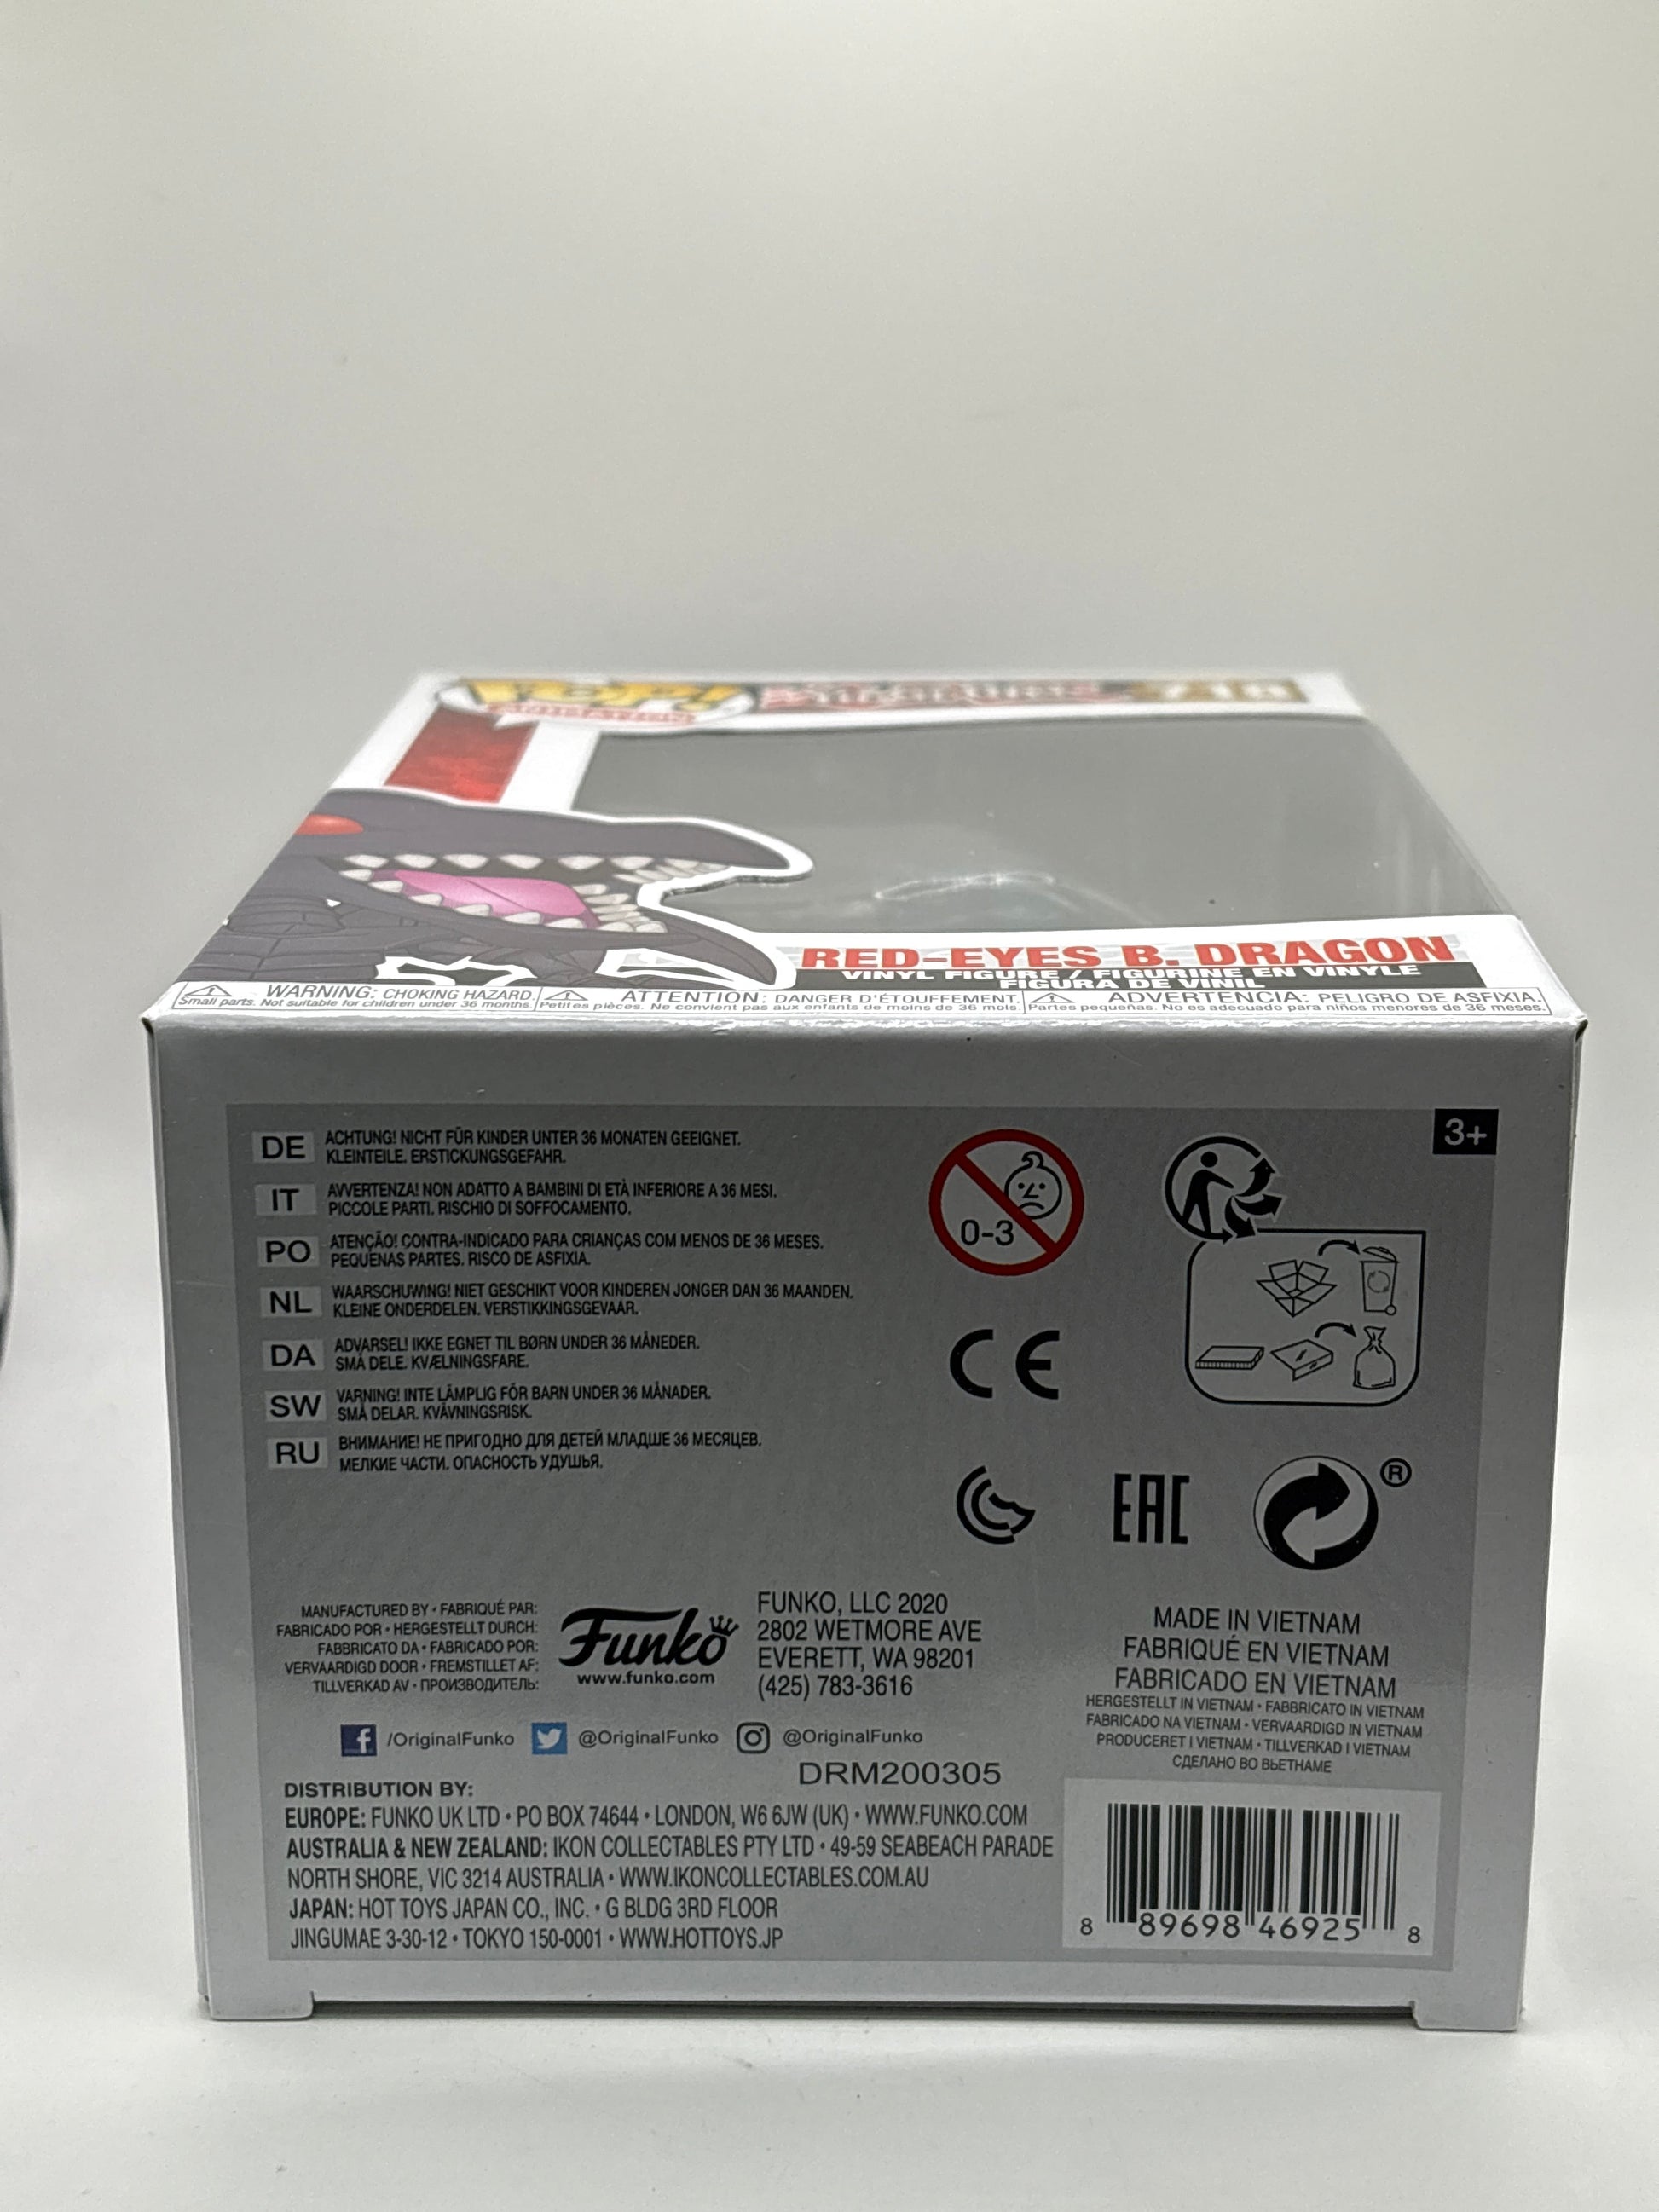 POP!
ANIMATION
RED-EYES B. DRAGON
VINYL FIGURE / FIGURINE EN VINYLE
FIGURA DE VINIL
WARNING: CHOKING HAZARD.
Small parts. Not suitable for children under 36 months.
ATTENTION: DANGER D'ÉTOUFFEMENT.
Petites pièces. Ne convient pas aux enfants de moins de 36 mois.
ADVERTENCIA: PELIGRO DE ASFIXIA.
Partes pequeñas. No es adecuado para niños menores de 36 meses.
3+
DE ACHTUNG! NICHT FÜR KINDER UNTER 36 MONATEN GEEIGNET.
KLEINTEILE. ERSTICKUNGSGEFAHR.
IT AVVERTENZA! NON ADATTO A BAMBINI DI ETÀ INFERIORE A 36 MESI.
PICCOLE PARTI. RISCHIO DI SOFFOCAMENTO.
PO ATENÇÃO! CONTRA-INDICADO PARA CRIANÇAS COM MENOS DE 36 MESES.
PEQUENAS PARTES. RISCO DE ASFIXIA.
NL WAARSCHUWING! NIET GESCHIKT VOOR KINDEREN JONGER DAN 36 MAANDEN.
KLEINE ONDERDELEN. VERSTIKKINGSGEVAAR.
DA ADVARSEL! IKKE EGNET TIL BØRN UNDER 36 MÅNEDER.
SMÅ DELE. KVÆLNINGSFARE.
SW VARNING! INTE LÄMPLIG FÖR BARN UNDER 36 MÅNADER.
SMÅ DELAR. KVÄVNINGSRISK.
RU ВНИМАНИЕ! НЕ ПРИГОДНО ДЛЯ ДЕТЕЙ МЛАДШЕ 36 МЕСЯЦЕВ.
МЕЛКИЕ ЧАСТИ. ОПАСНОСТЬ УДУШЬЯ.
0-3
CE
EAC
®
MANUFACTURED BY • FABRIQUÉ PAR:
FABRICADO POR • HERGESTELLT DURCH:
FABBRICATO DA • FABRICADO POR:
VERVAARDIGD DOOR • FREMSTILLET AF:
TILLVERKAD AV • ПРОИЗВОДИТЕЛЬ:
Funko
www.funko.com
FUNKO, LLC 2020
2802 WETMORE AVE
EVERETT, WA 98201
(425) 783-3616
MADE IN VIETNAM
FABRIQUÉ EN VIETNAM
FABRICADO EN VIETNAM
HERGESTELLT IN VIETNAM • FABBRICATO IN VIETNAM
FABRICADO NA VIETNAM • VERVAARDIGD IN VIETNAM
PRODUCERET I VIETNAM • TILLVERKAD I VIETNAM
СДЕЛАНО ВО ВЬЕТНАМЕ
f /OriginalFunko @OriginalFunko @OriginalFunko
DRM200305
DISTRIBUTION BY:
EUROPE: FUNKO UK LTD • PO BOX 74644 • LONDON, W6 6JW (UK) • WWW.FUNKO.COM
AUSTRALIA & NEW ZEALAND: IKON COLLECTABLES PTY LTD • 49-59 SEABEACH PARADE
NORTH SHORE, VIC 3214 AUSTRALIA • WWW.IKONCOLLECTABLES.COM.AU
JAPAN: HOT TOYS JAPAN CO., INC. • G BLDG 3RD FLOOR
JINGUMAE 3-30-12 • TOKYO 150-0001 • WWW.HOTTOYS.JP
8 89698 46925 8